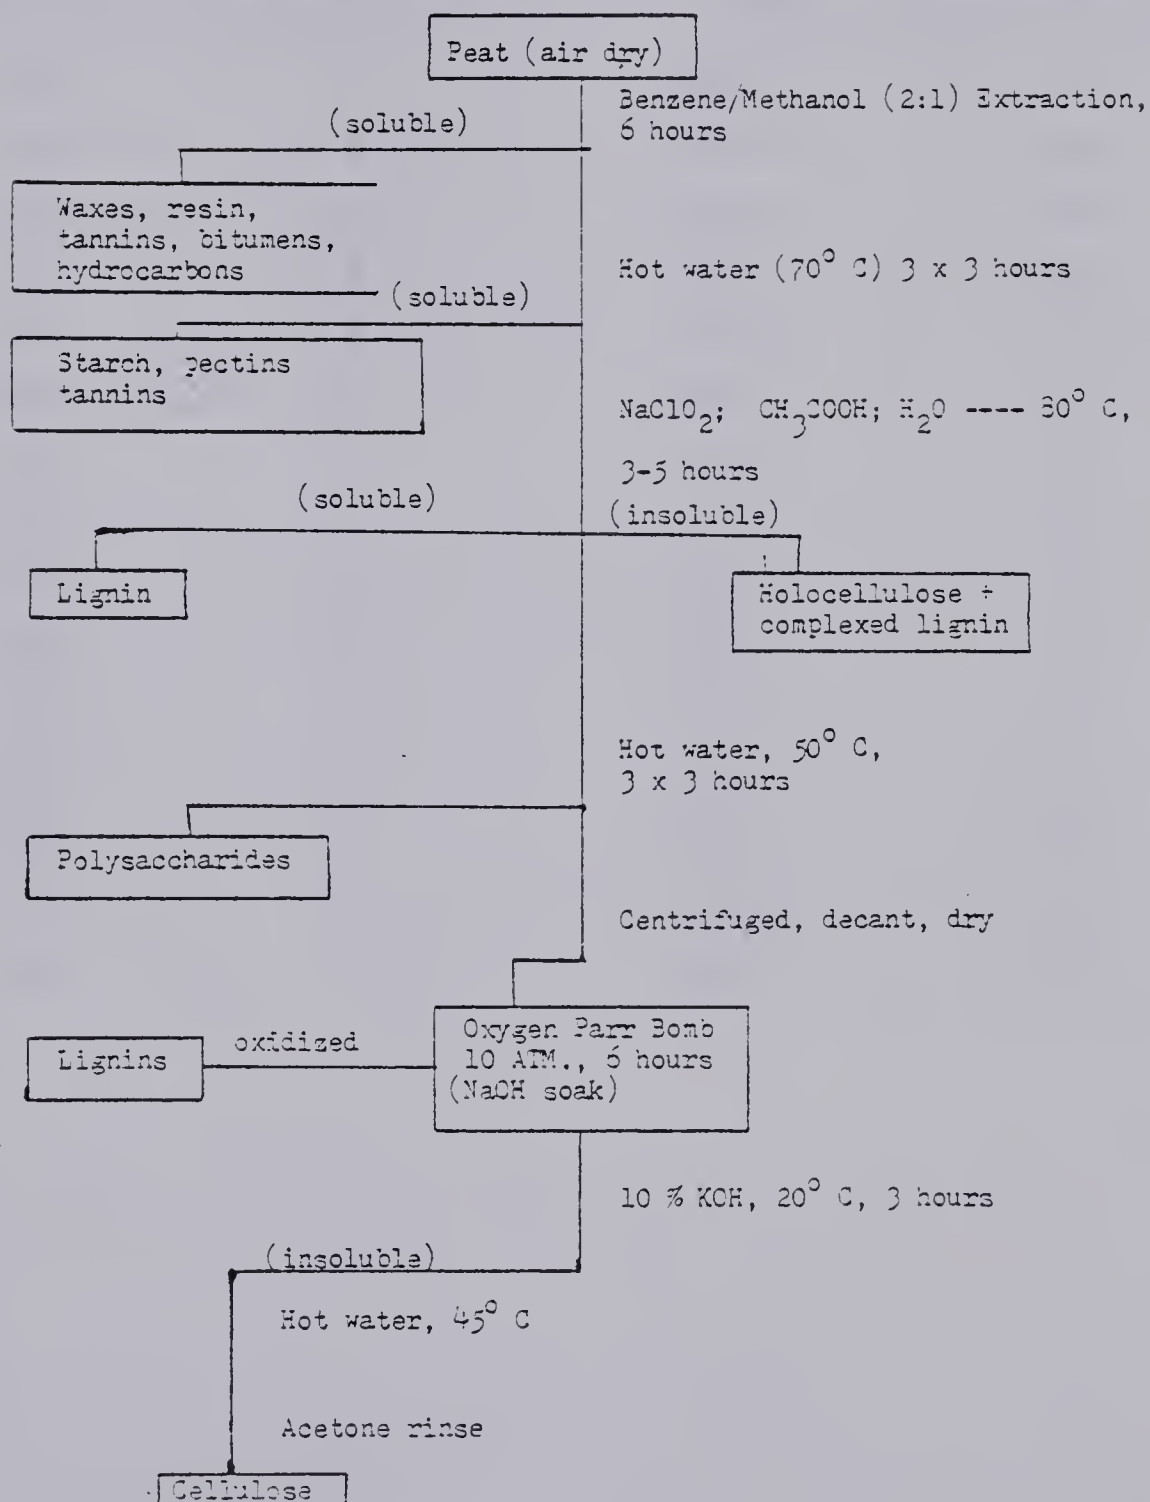 Peat (air dry)
Benzene/Methanol (2:1) Extraction,
6 hours
(soluble)
Waxes, resin,
tannins, bitumens,
hydrocarbons
Hot water (70° C) 3 x 3 hours
(soluble)
Starch, pectins
tannins
NaClO₂; CH₃COOH; H₂O ---- 80° C,
3-5 hours
(soluble)
(insoluble)
Lignin
Holocellulose +
complexed lignin
Hot water, 50° C,
3 x 3 hours
Polysaccharides
Centrifuged, decant, dry
Oxygen Parr Bomb
10 ATM., 6 hours
(NaOH soak)
Lignins
oxidized
10 % KOH, 20° C, 3 hours
(insoluble)
Hot water, 45° C
Acetone rinse
Cellulose